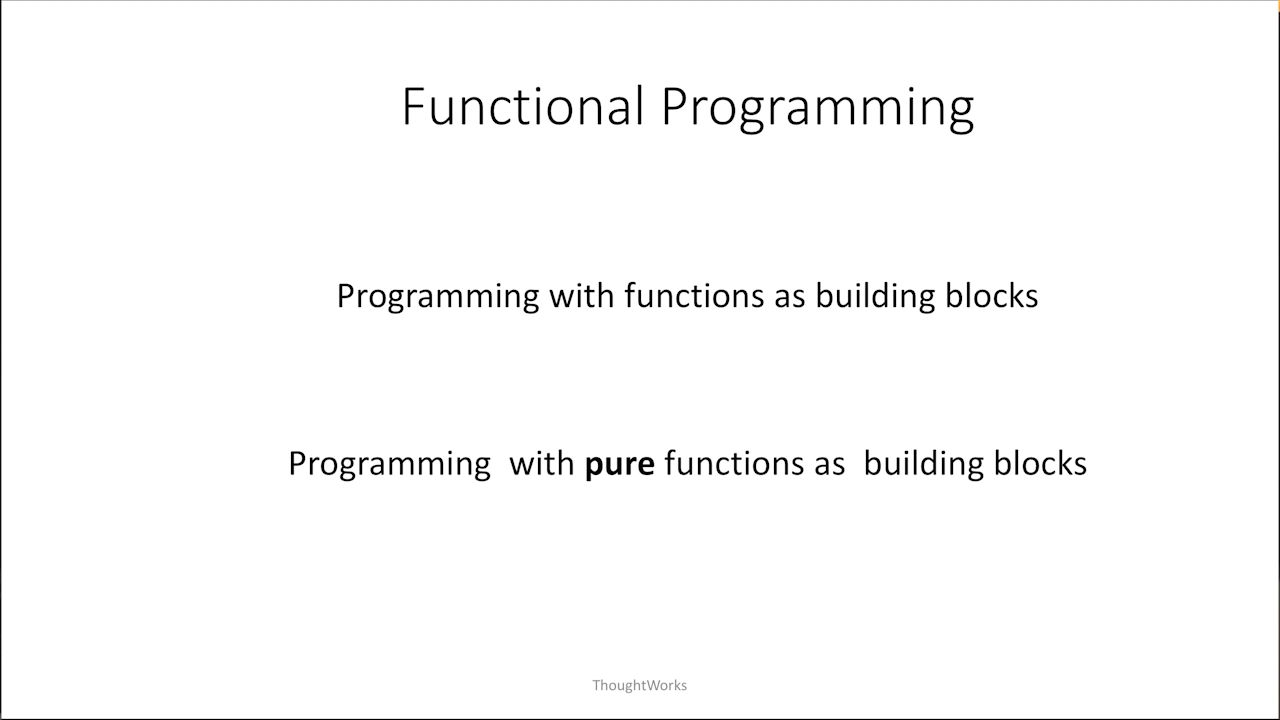 Functional Programming
Programming with functions as building blocks
Programming  with pure functions as  building blocks
ThoughtWorks